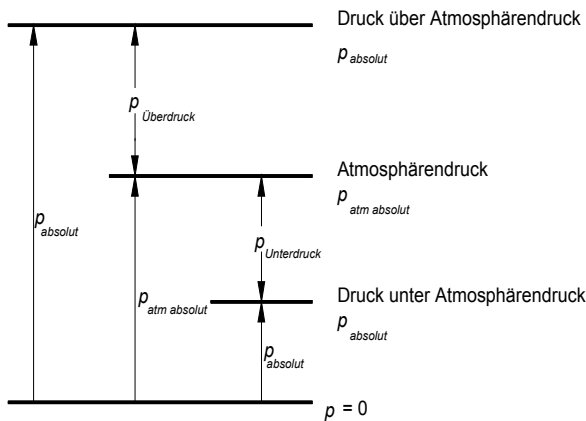 Druck über Atmosphärendruck
p absolut
p Überdruck
Atmosphärendruck
p atm absolut
p absolut
p Unterdruck
p atm absolut
Druck unter Atmosphärendruck
p absolut
p absolut
p = 0